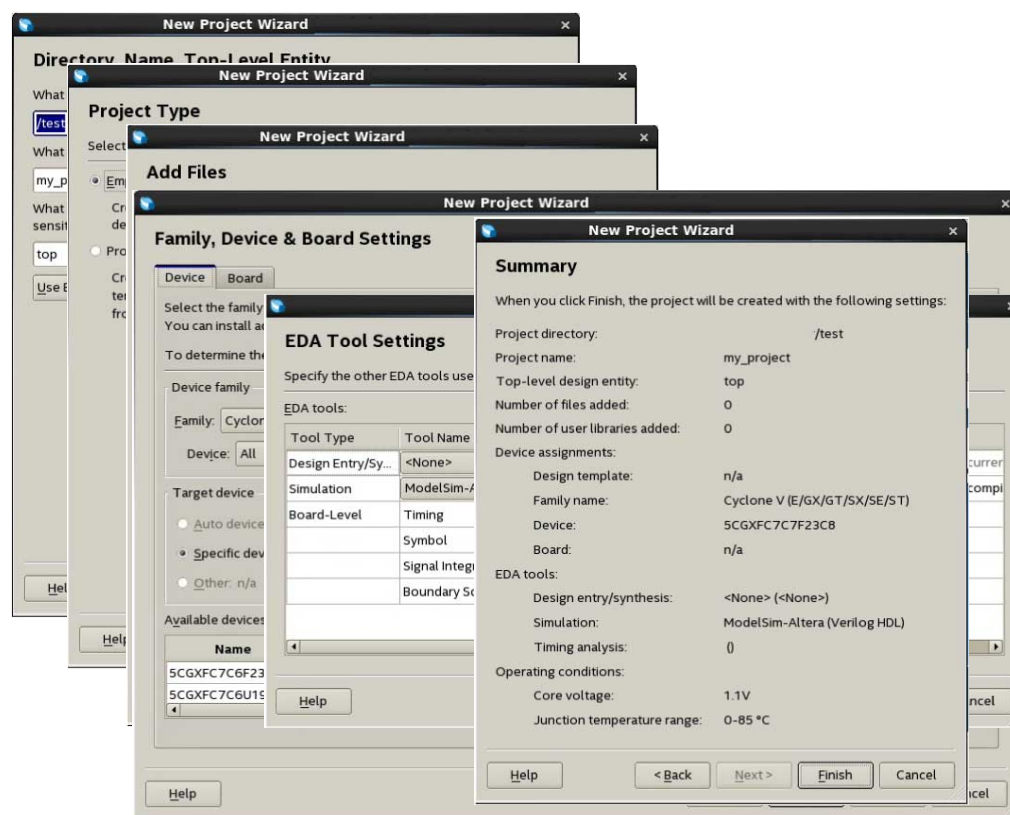 New Project Wizard
Directory, Name, Top-Level Entity
What
/test
What
my_p
What
sensit
top
Use
New Project Wizard
Project Type
Select
Em
Cr
de
Pro
Cr
te
fro
Help
New Project Wizard
Add Files
New Project Wizard
Family, Device & Board Settings
Device Board
Select the family
You can install a
To determine the
Device family
Family: Cyclon
Device: All
Target device
Auto device
Specific dev
Other: n/a
Available devices
Name
5CGXFC7C6F23
5CGXFC7C6U19
Help
EDA Tool Settings
Specify the other EDA tools use
EDA tools:
Tool Type Tool Name
Design Entry/Sy... <None>
Simulation ModelSim-A
Board-Level Timing
Symbol
Signal Integr
Boundary Sc
Help
New Project Wizard
Summary
When you click Finish, the project will be created with the following settings:
Project directory: /test
Project name: my_project
Top-level design entity: top
Number of files added: 0
Number of user libraries added: 0
Device assignments:
Design template: n/a
Family name: Cyclone V (E/GX/GT/SX/SE/ST)
Device: 5CGXFC7C7F23C8
Board: n/a
EDA tools:
Design entry/synthesis: <None> (<None>)
Simulation: ModelSim-Altera (Verilog HDL)
Timing analysis: ()
Operating conditions:
Core voltage: 1.1V
Junction temperature range: 0-85 °C
Help < Back Next > Finish Cancel
curren
compi
ncel
ncel